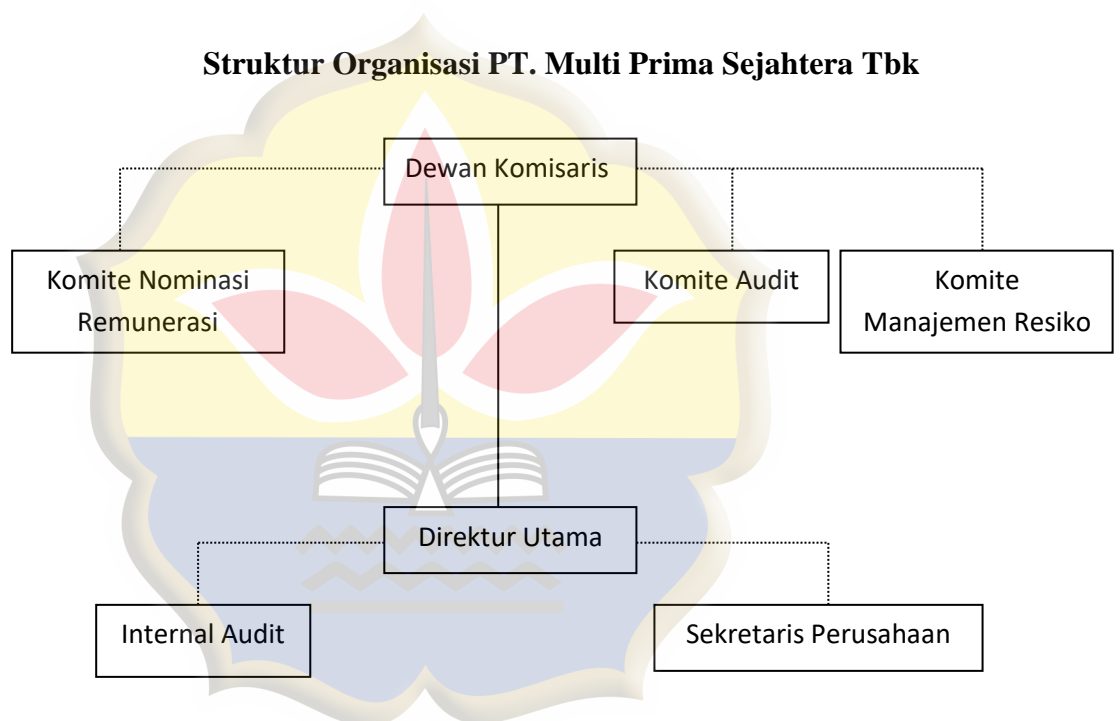 Struktur Organisasi PT. Multi Prima Sejahtera Tbk
Dewan Komisaris
Komite Nominasi
Remunerasi
Komite Audit
Komite
Manajemen Resiko
Direktur Utama
Internal Audit
Sekretaris Perusahaan